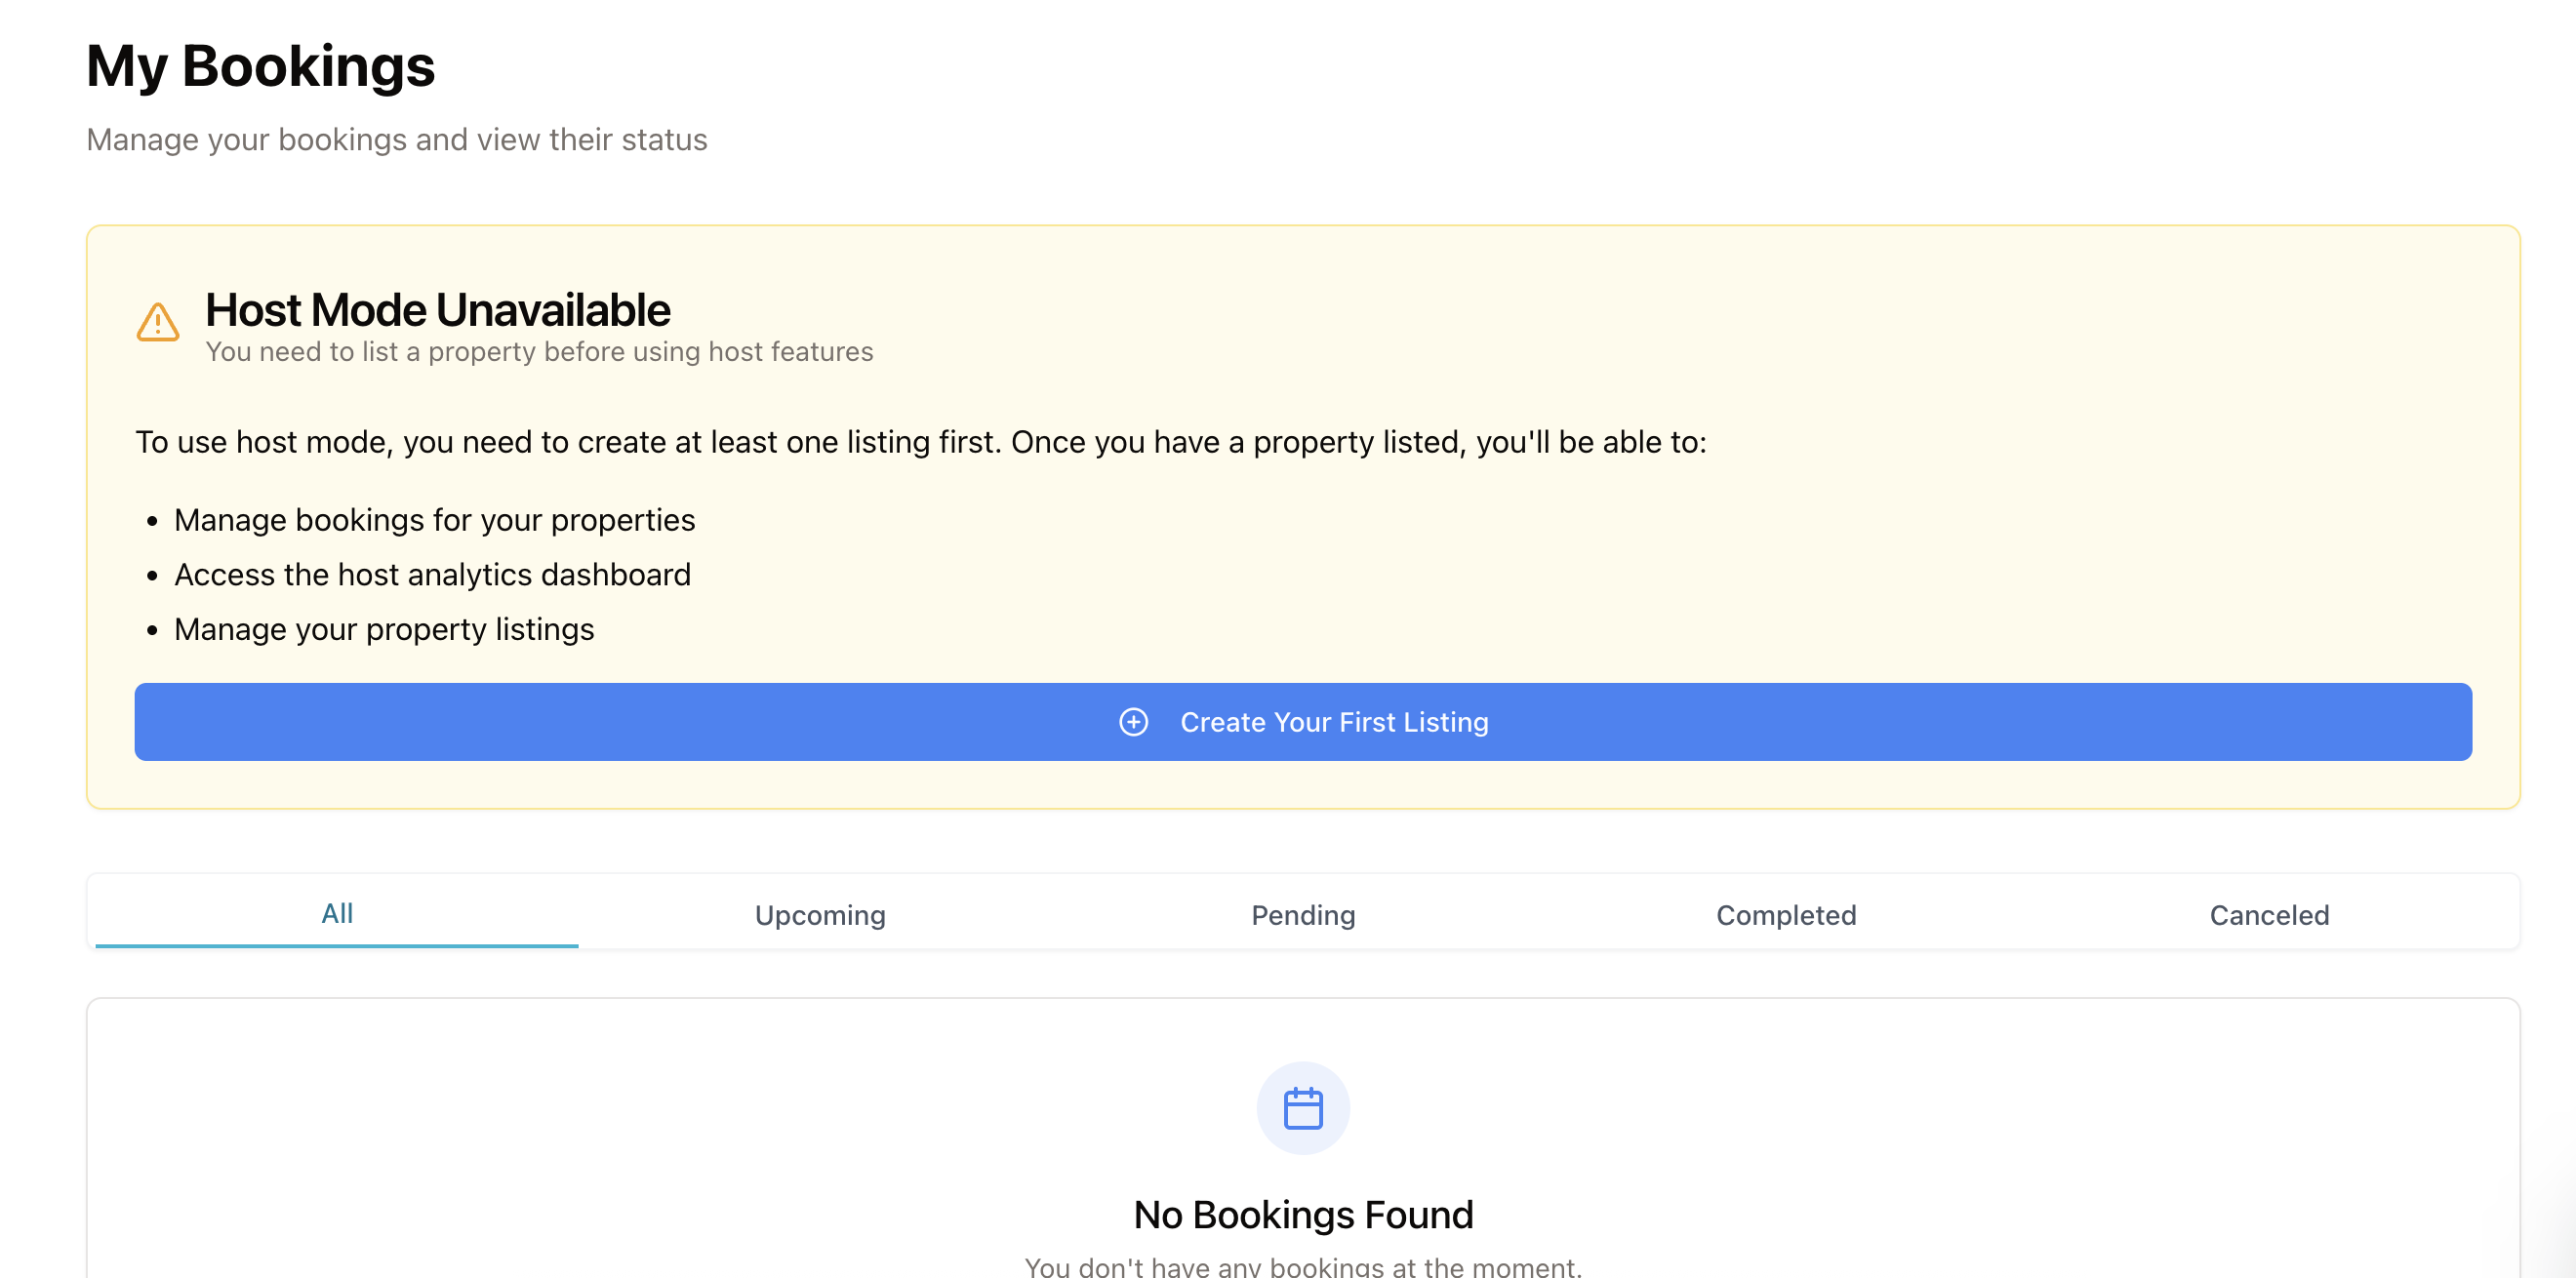 My Bookings
Manage your bookings and view their status
Host Mode Unavailable
You need to list a property before using host features
To use host mode, you need to create at least one listing first. Once you have a property listed, you'll be able to:
• Manage bookings for your properties
• Access the host analytics dashboard
• Manage your property listings
Create Your First Listing
All Upcoming Pending Completed Canceled
No Bookings Found
You don't have any bookings at the moment.